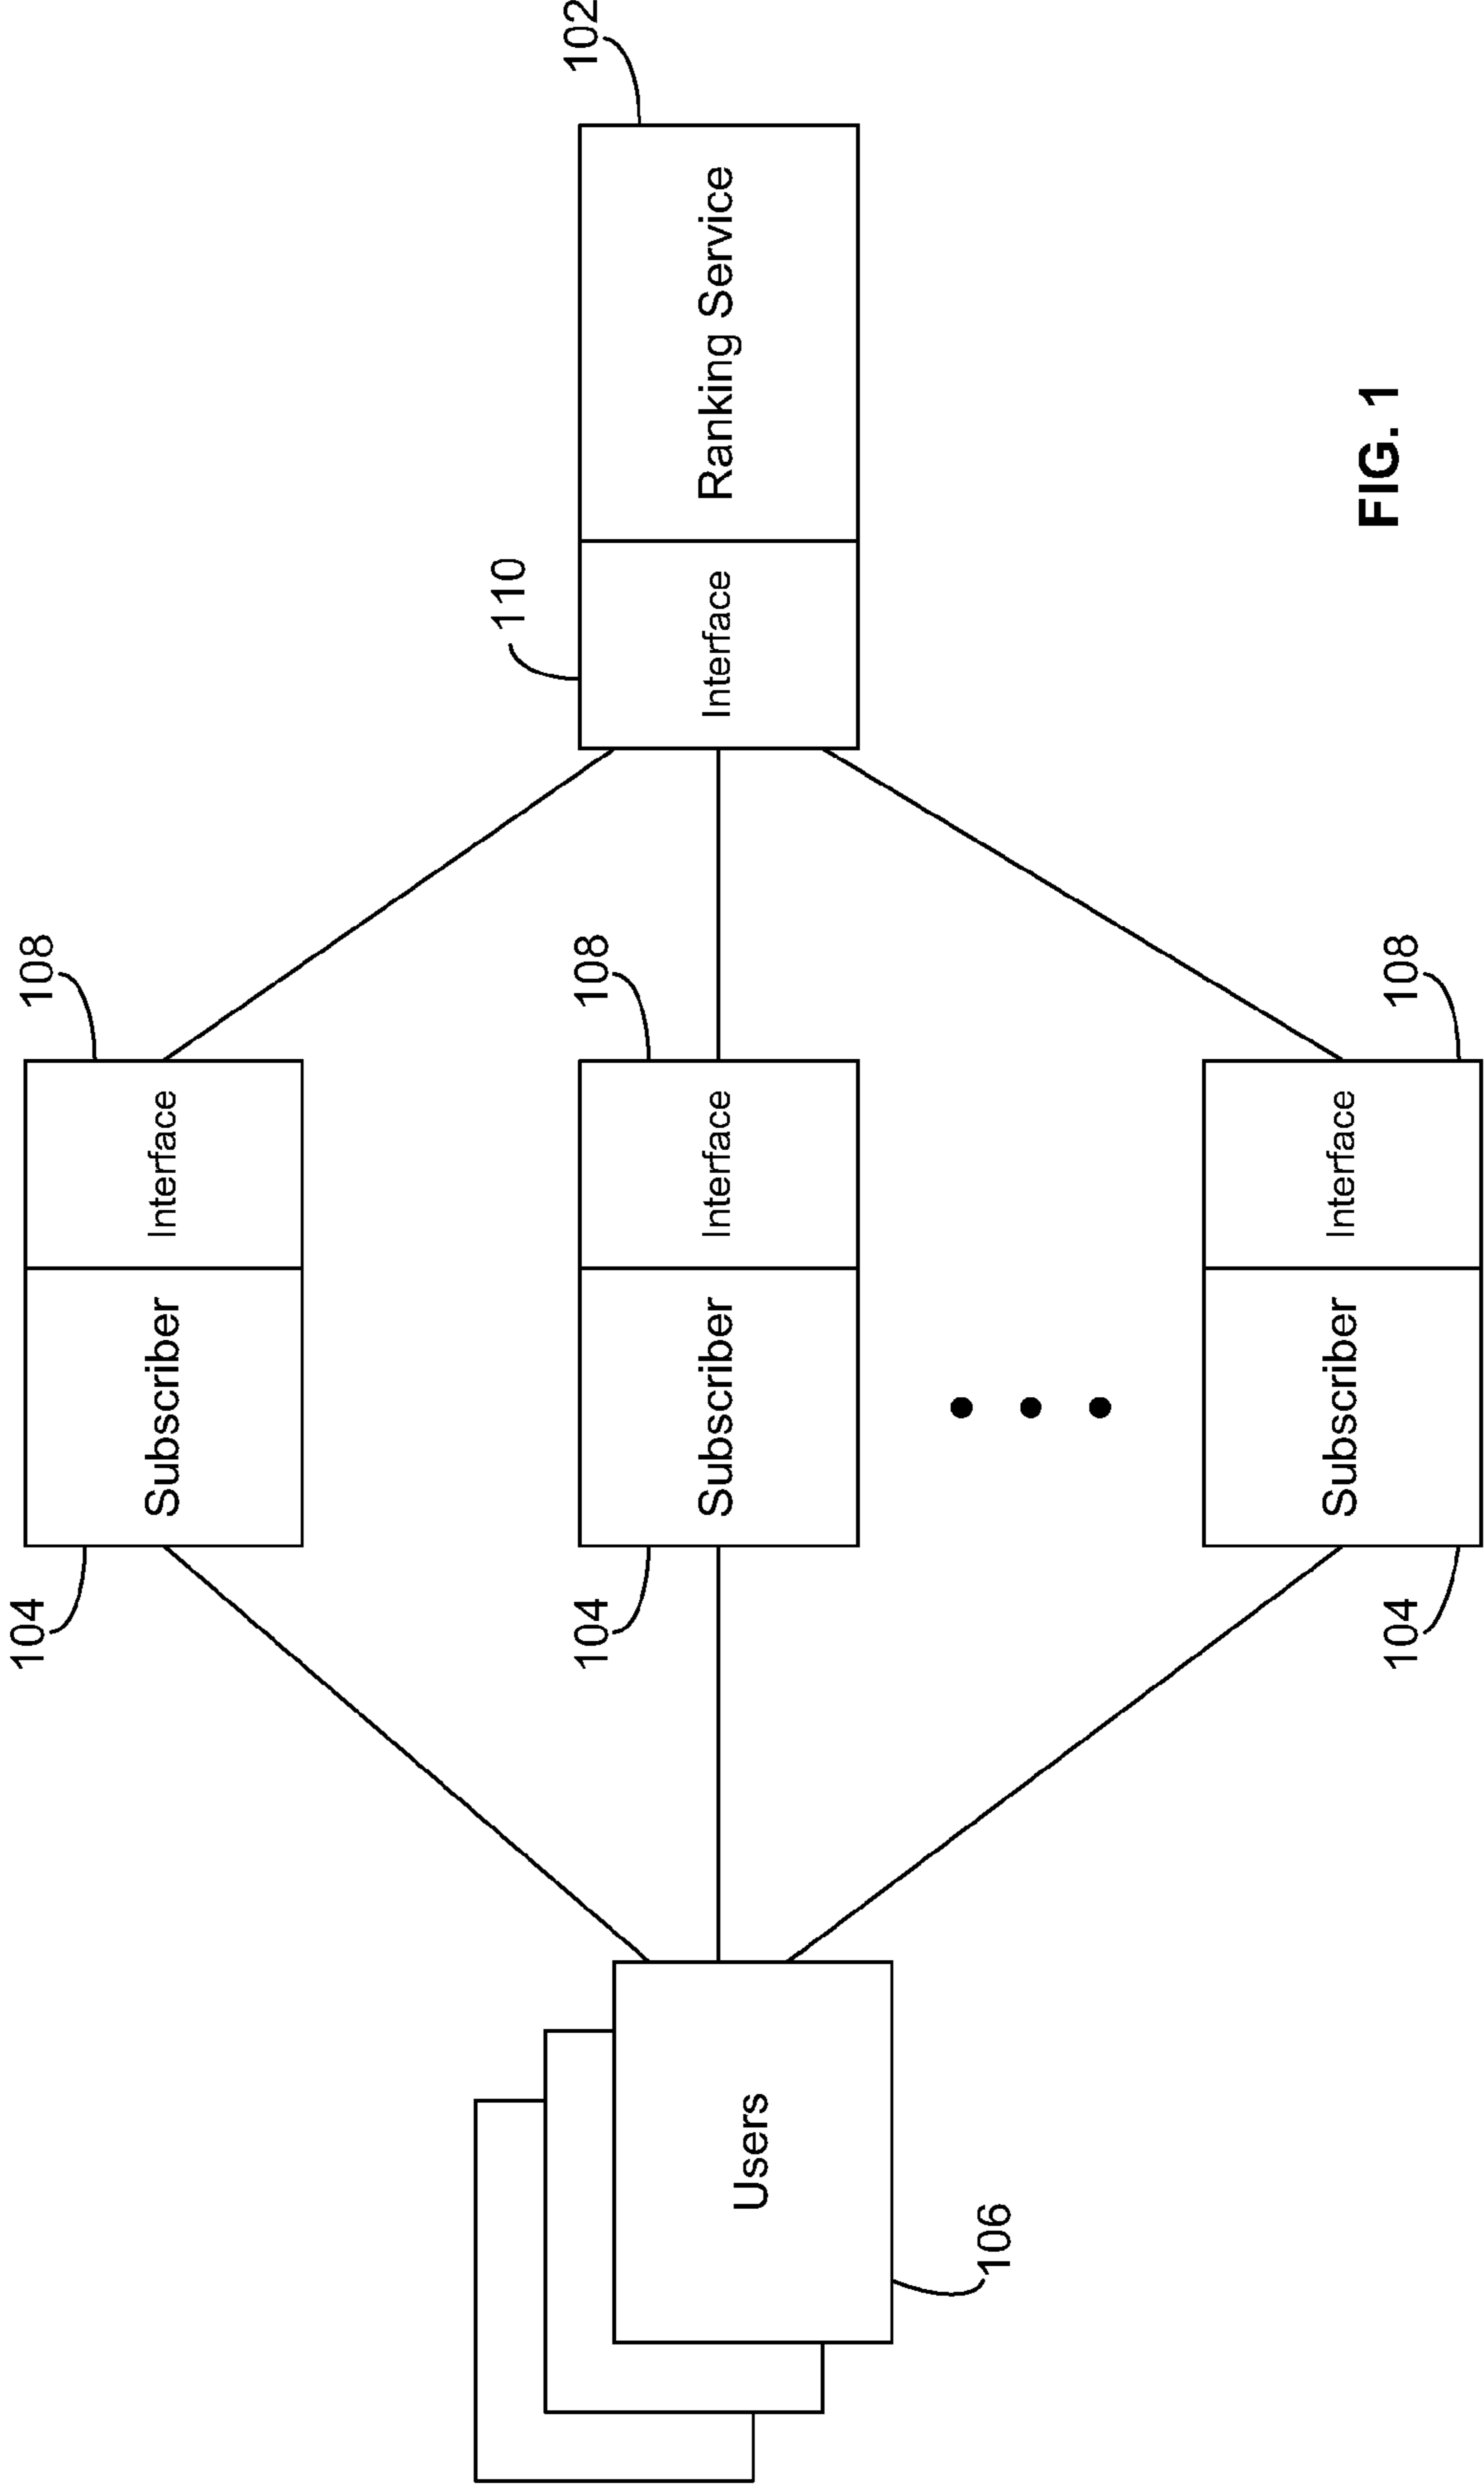 104
108
Subscriber
Interface
102
110
104
108
Users
Subscriber
Interface
Interface
Ranking Service
106
104
108
Subscriber
Interface
FIG. 1